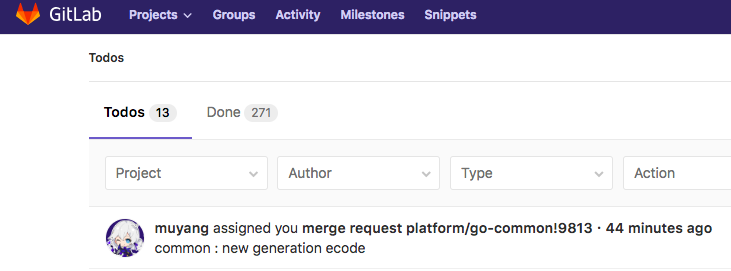 GitLab Projects Groups Activity Milestones Snippets
Todos
Todos 13 Done 271
Project Author Type Action
muyang assigned you merge request platform/go-common!9813 · 44 minutes ago
common : new generation ecode